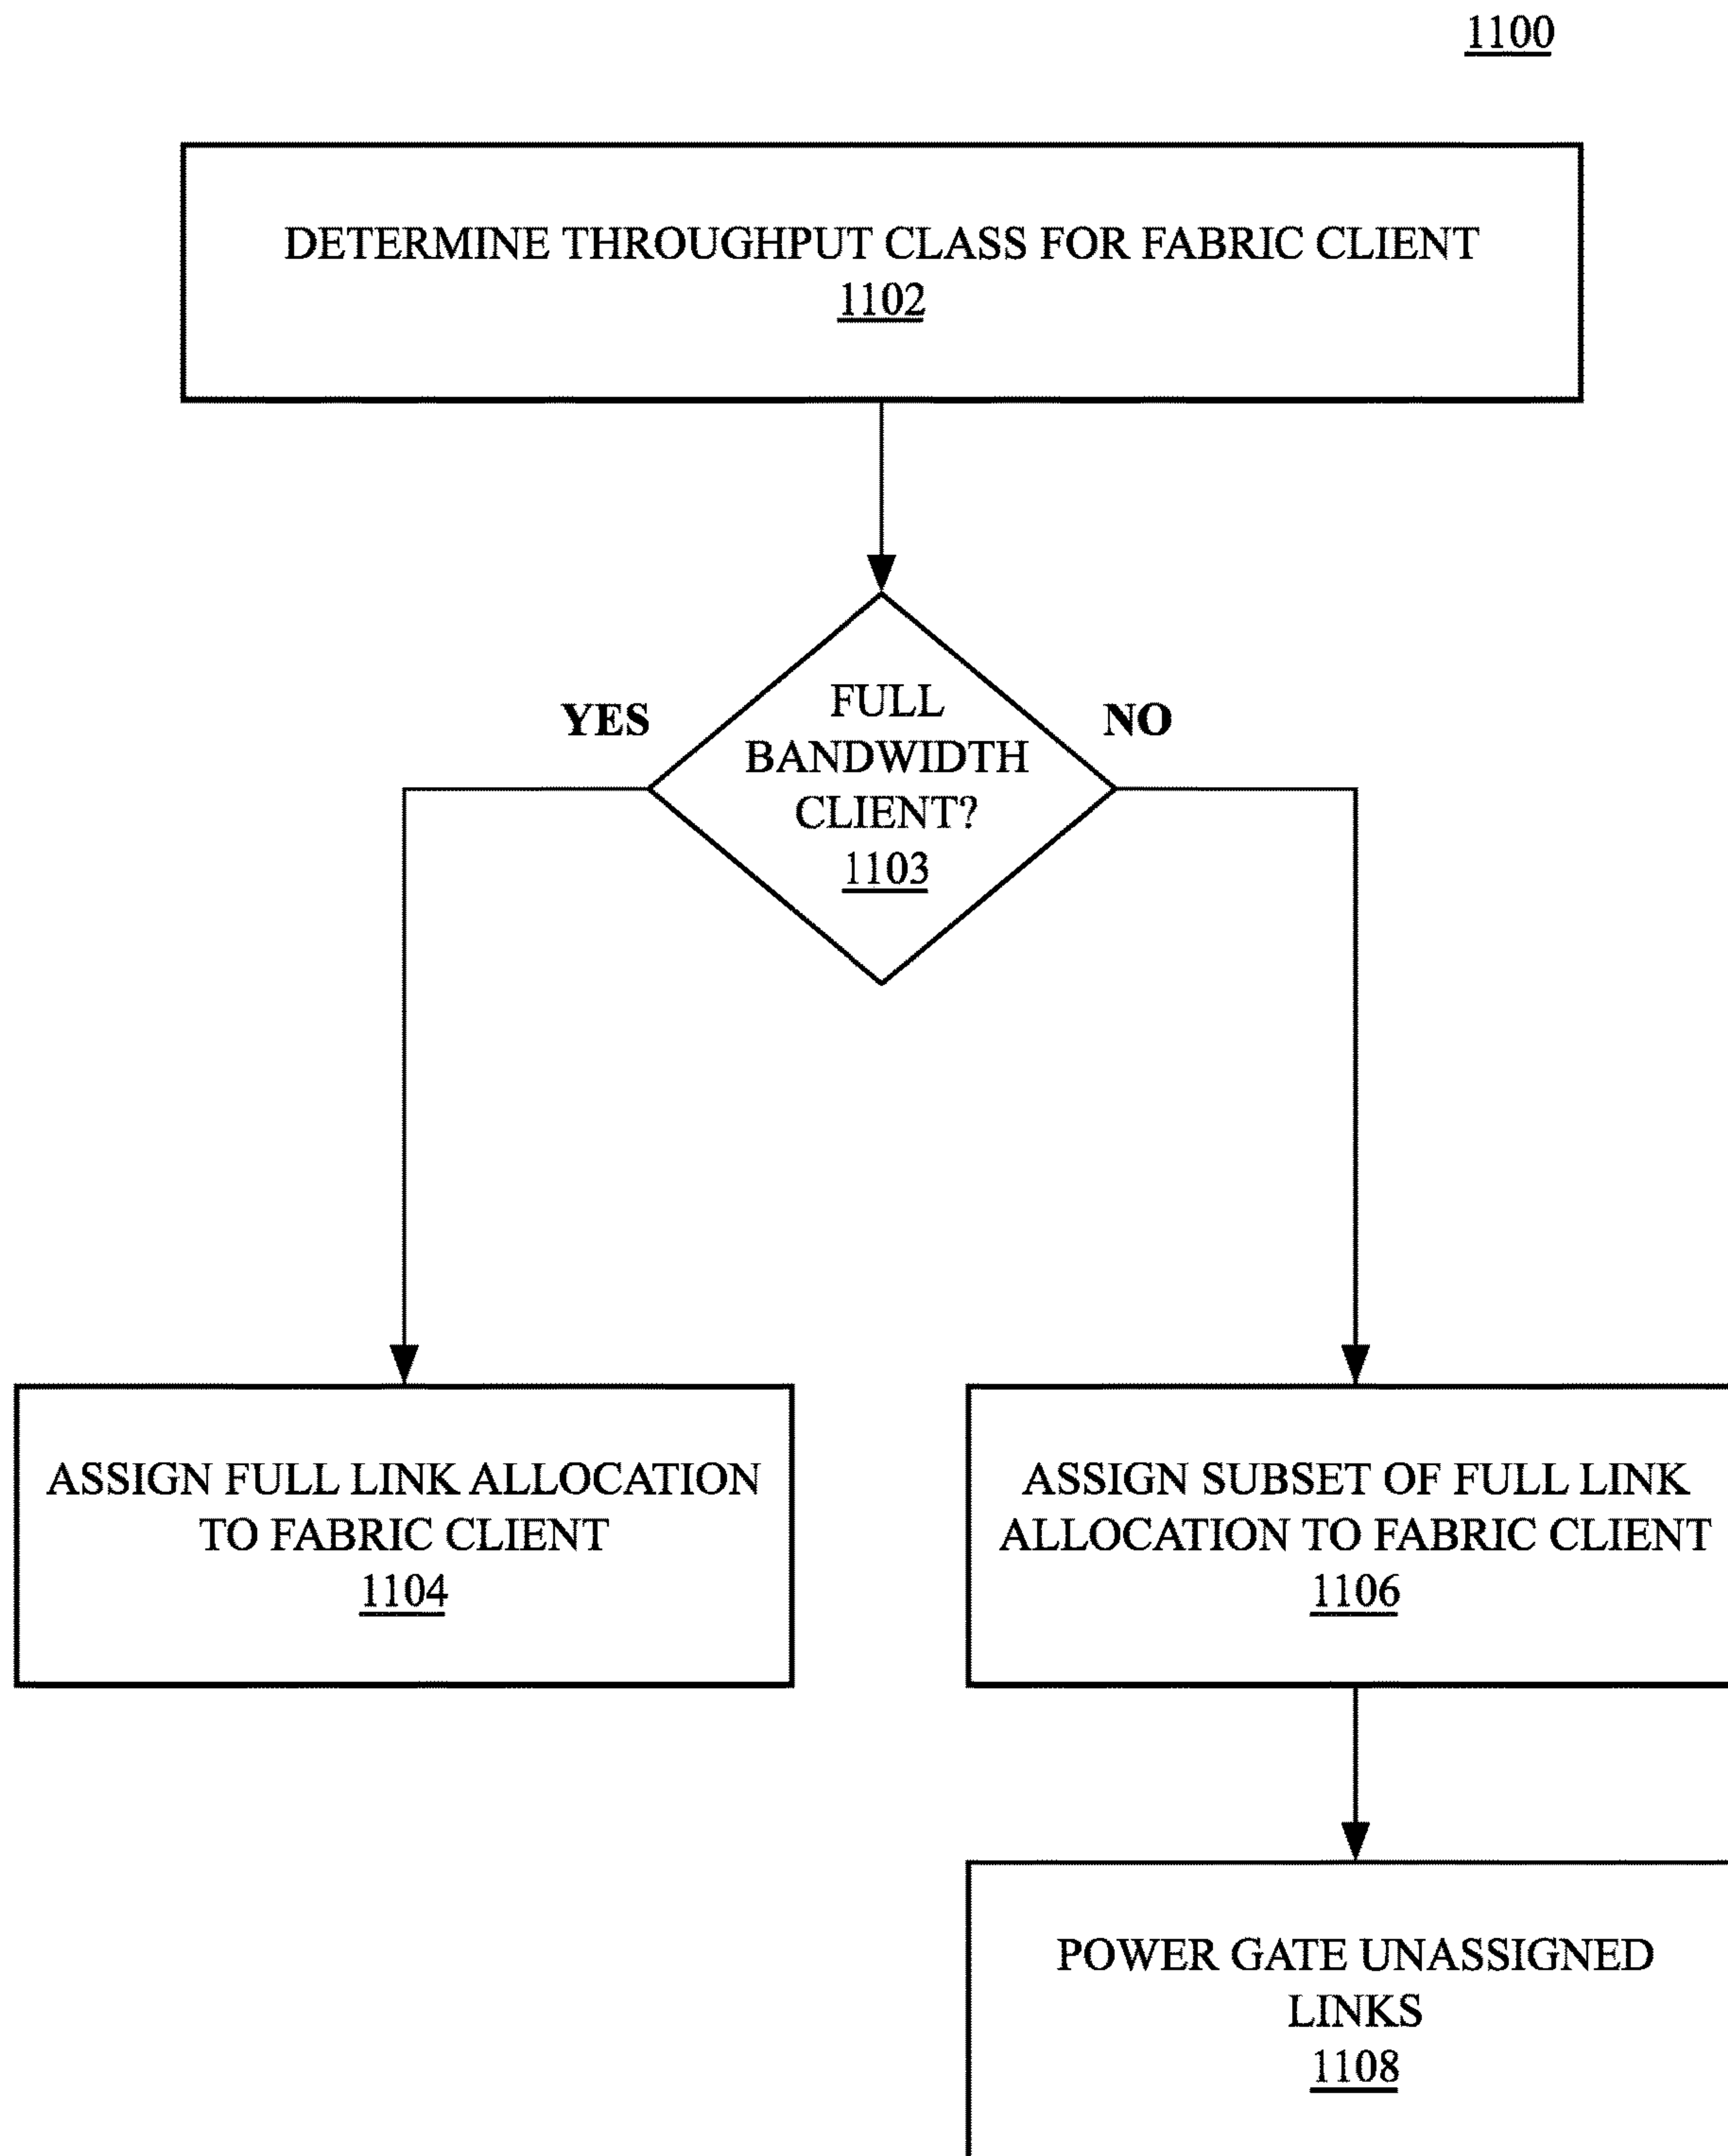 1100
DETERMINE THROUGHPUT CLASS FOR FABRIC CLIENT
1102
YES
NO
FULL
BANDWIDTH
CLIENT?
1103
ASSIGN FULL LINK ALLOCATION
TO FABRIC CLIENT
1104
ASSIGN SUBSET OF FULL LINK
ALLOCATION TO FABRIC CLIENT
1106
POWER GATE UNASSIGNED
LINKS
1108